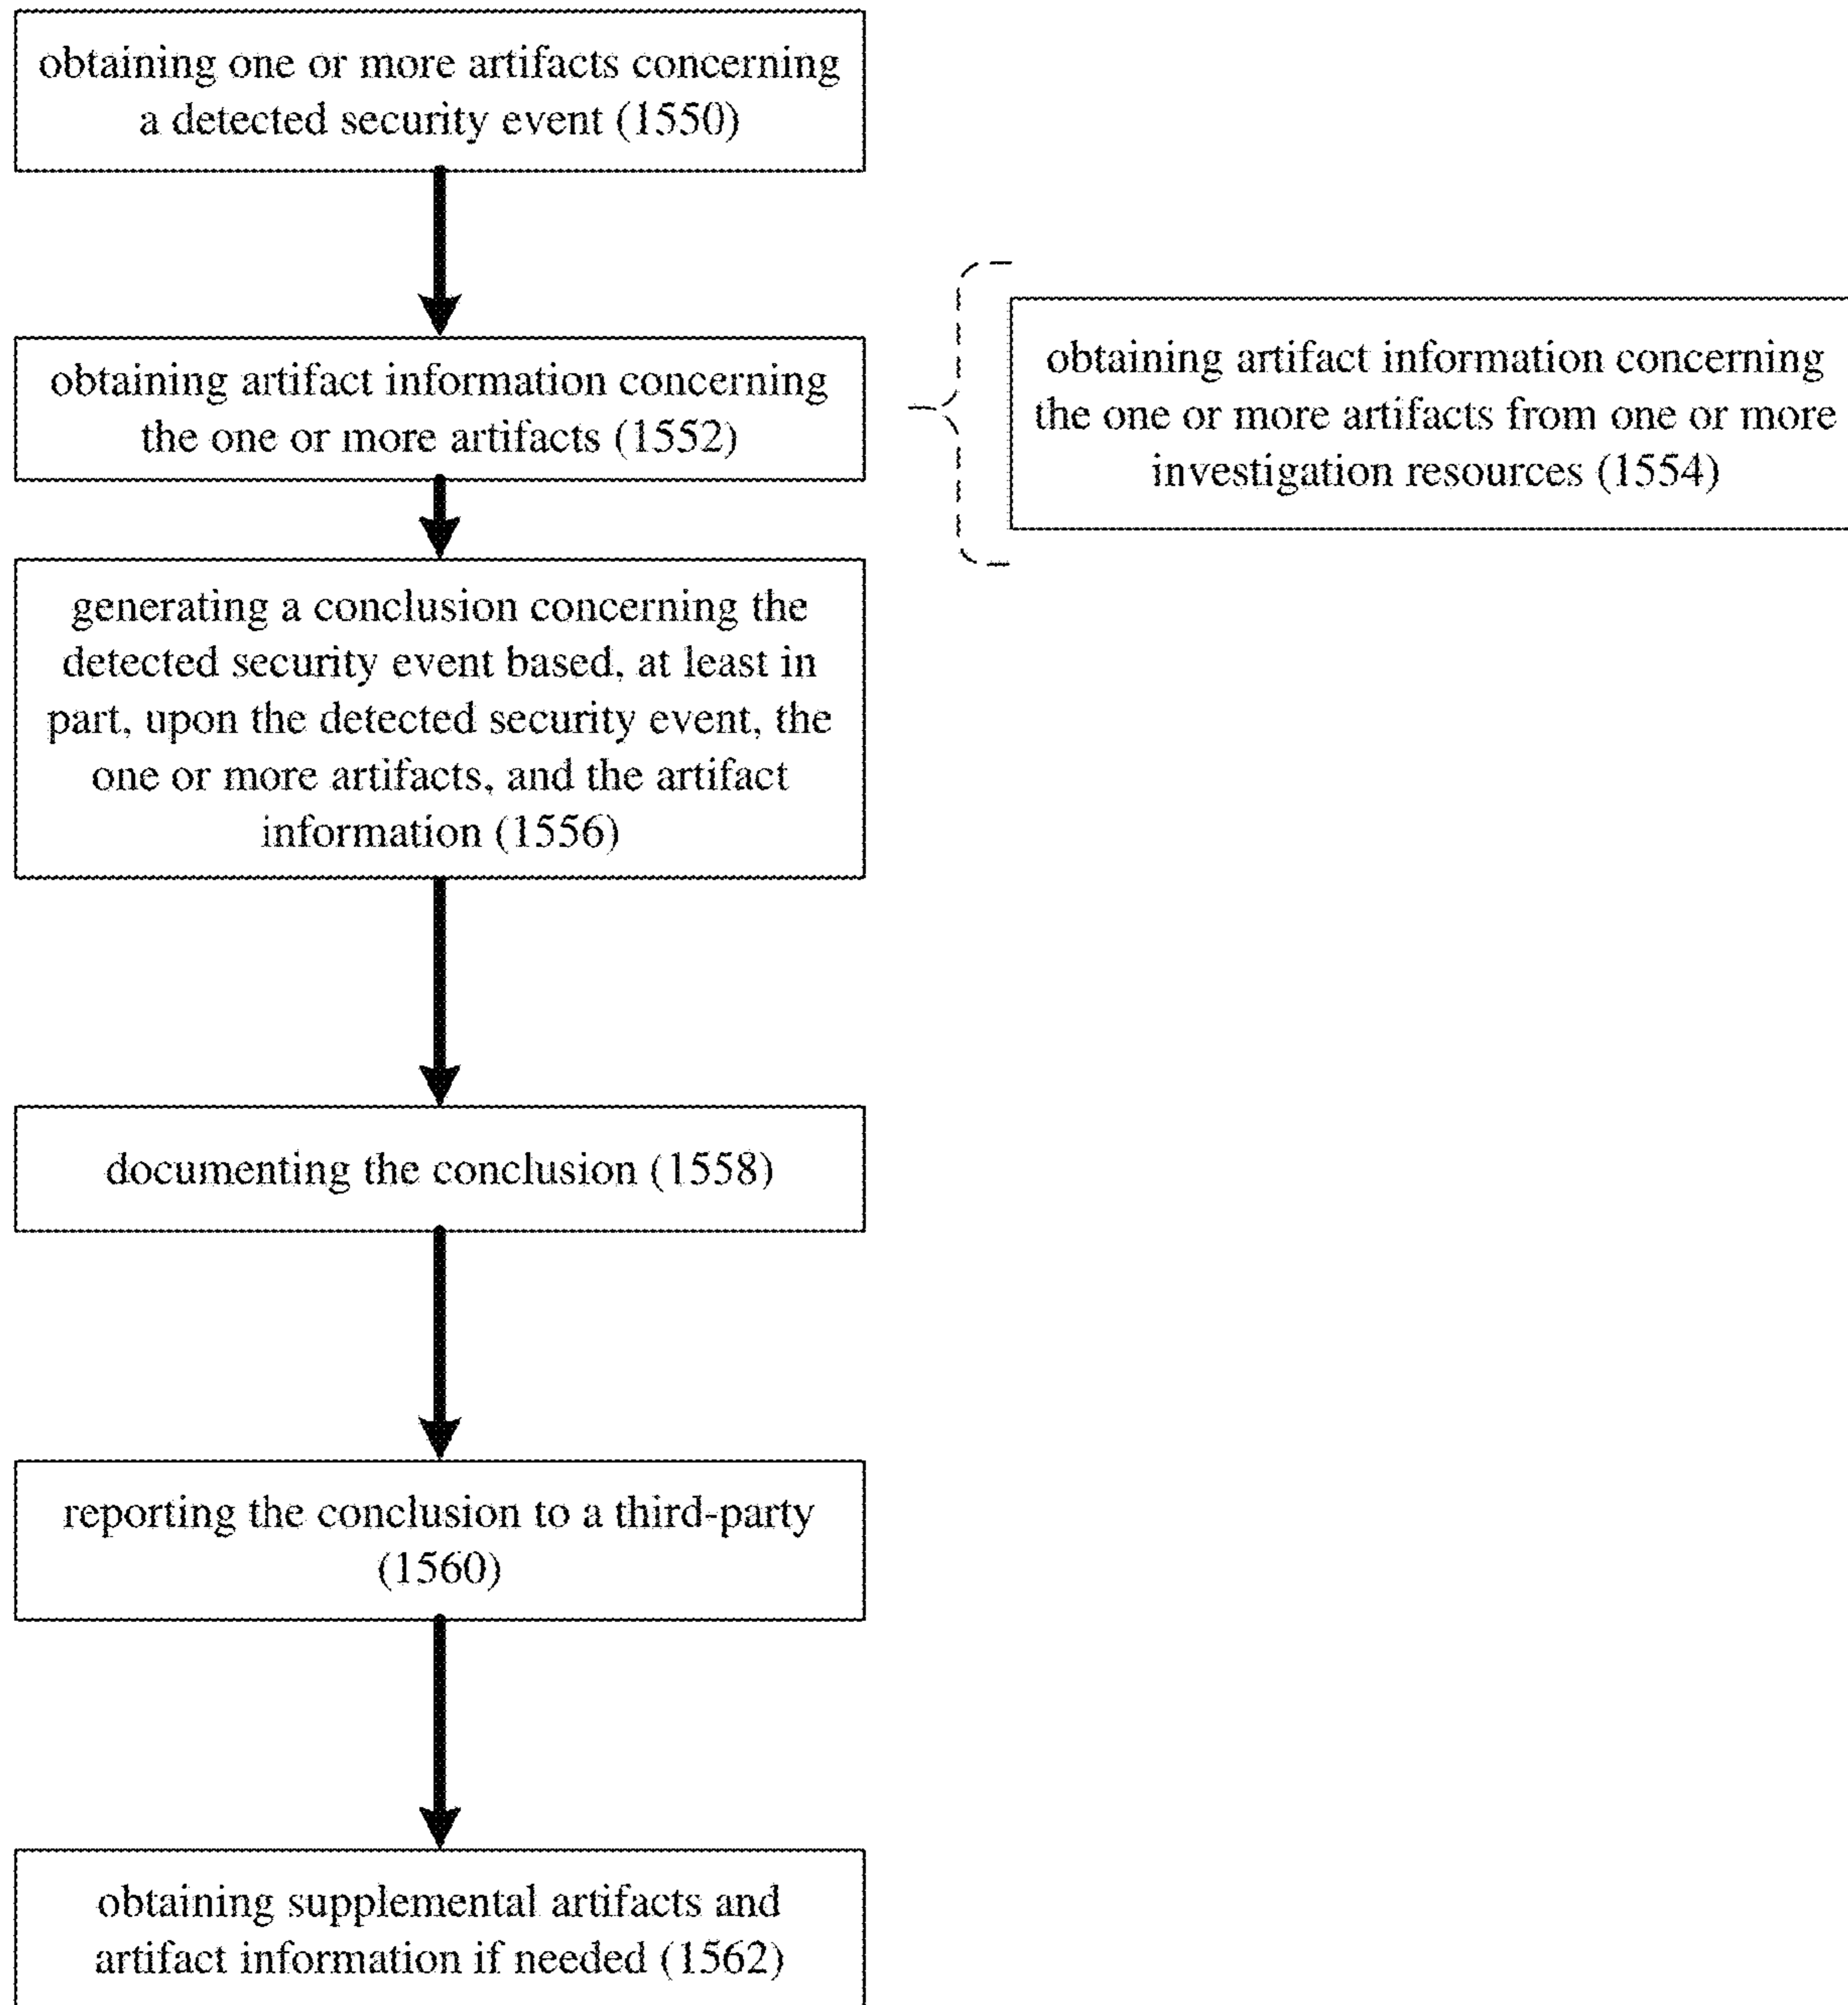 obtaining one or more artifacts concerning
a detected security event (1550)
obtaining artifact information concerning
the one or more artifacts (1552)
obtaining artifact information concerning
the one or more artifacts from one or more
investigation resources (1554)
generating a conclusion concerning the
detected security event based, at least in
part, upon the detected security event, the
one or more artifacts, and the artifact
information (1556)
documenting the conclusion (1558)
reporting the conclusion to a third-party
(1560)
obtaining supplemental artifacts and
artifact information if needed (1562)